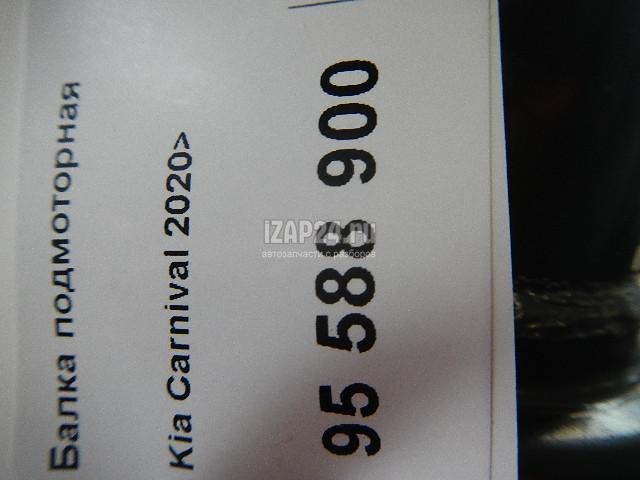 Балка подмоторная
Kia Carnival 2020>
95 588 900
IZAP24.ru
автозапчасти с разборов